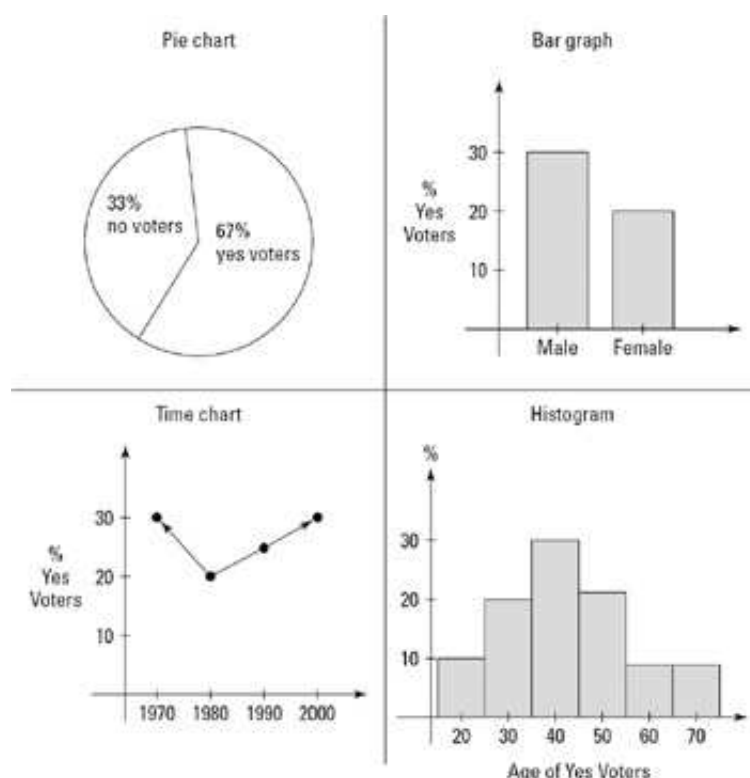 Pie chart
33%
no voters
67%
yes voters
Bar graph
%
Yes
Voters
30
20
10
Male Female
Time chart
%
Yes
Voters
30
20
10
1970 1980 1990 2000
Histogram
%
30
20
10
20 30 40 50 60 70
Age of Yes Voters